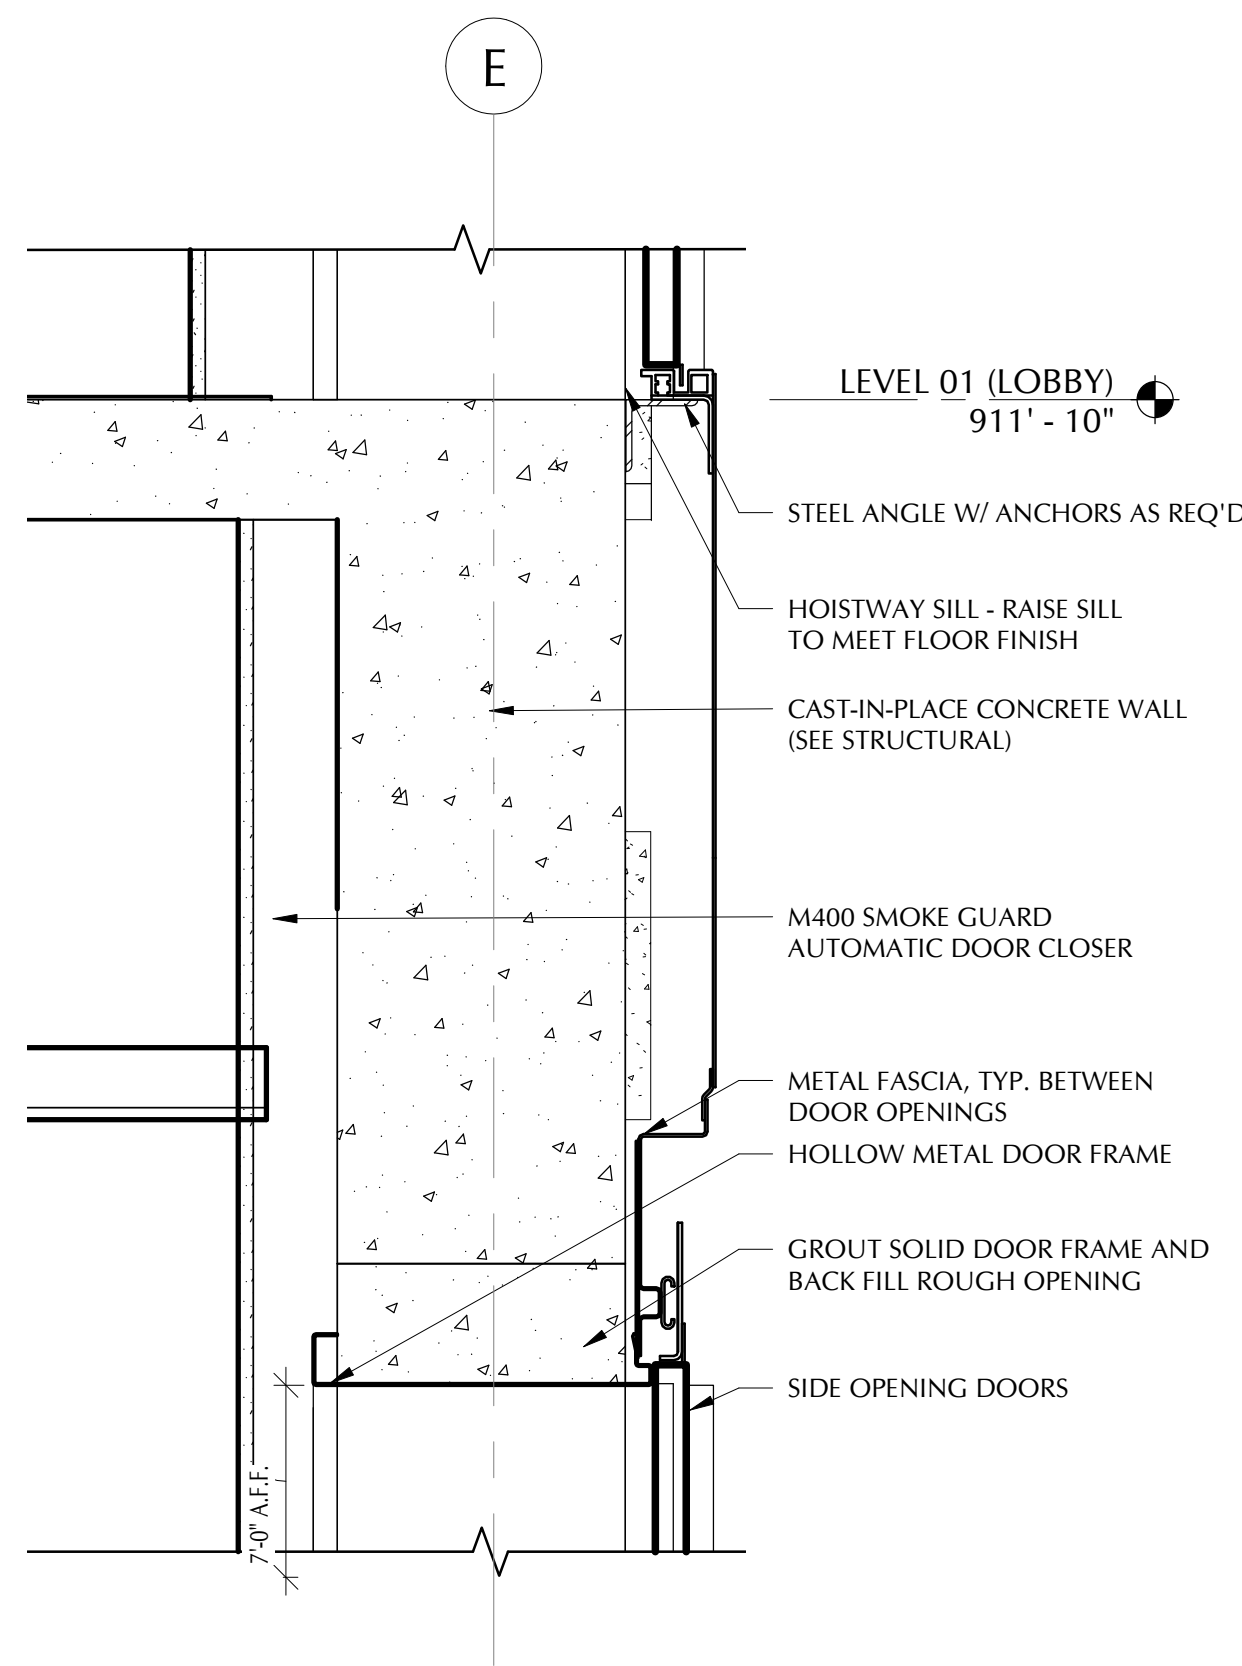 E
LEVEL 01 (LOBBY)
911' - 10"
STEEL ANGLE W/ ANCHORS AS REQ'D
HOISTWAY SILL - RAISE SILL
TO MEET FLOOR FINISH
CAST-IN-PLACE CONCRETE WALL
(SEE STRUCTURAL)
M400 SMOKE GUARD
AUTOMATIC DOOR CLOSER
METAL FASCIA, TYP. BETWEEN
DOOR OPENINGS
HOLLOW METAL DOOR FRAME
GROUT SOLID DOOR FRAME AND
BACK FILL ROUGH OPENING
SIDE OPENING DOORS
7'-0" A.F.F.